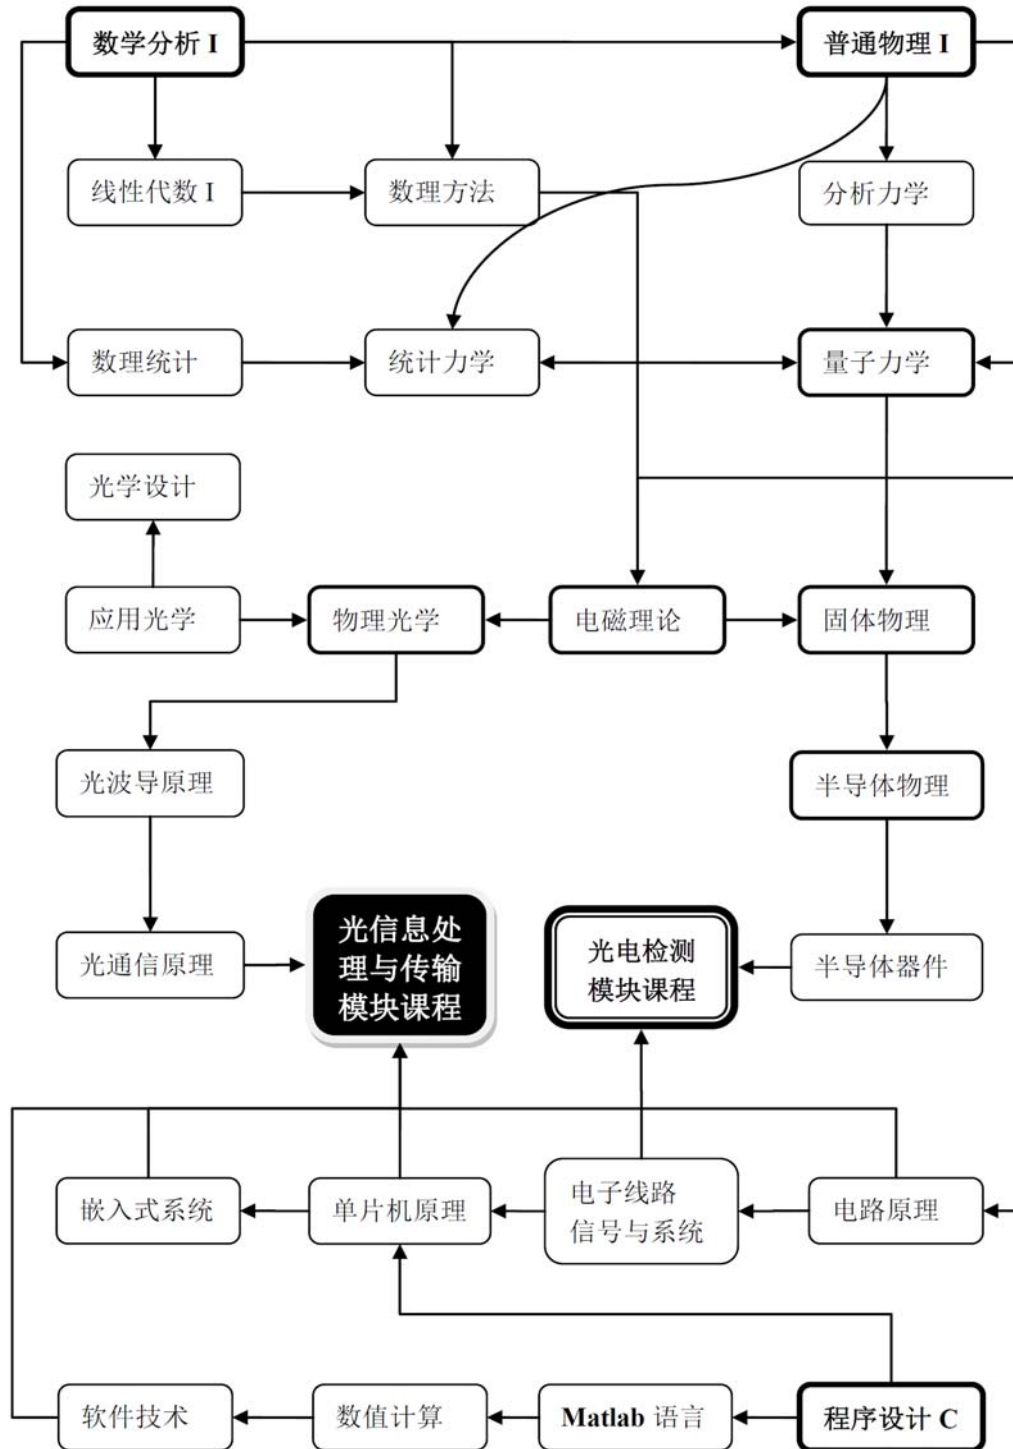 数学分析 I
普通物理 I
线性代数 I
数理方法
分析力学
数理统计
统计力学
量子力学
光学设计
应用光学
物理光学
电磁理论
固体物理
光波导原理
半导体物理
光信息处
理与传输
模块课程
光电检测
模块课程
光通信原理
半导体器件
嵌入式系统
单片机原理
电子线路
信号与系统
电路原理
软件技术
数值计算
Matlab 语言
程序设计 C